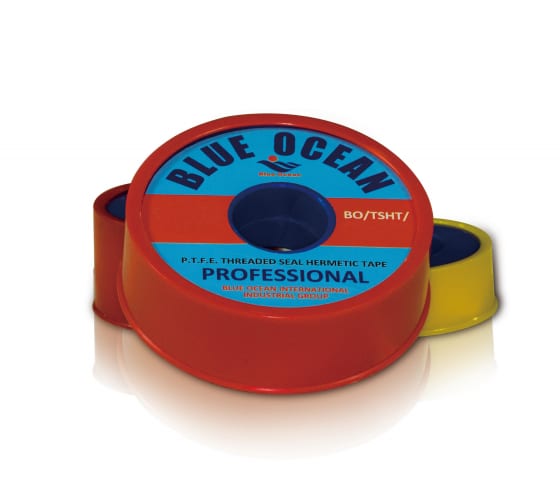 BLUE OCEAN
BLUE OCEAN
BO/TSHT/
P.T.F.E. THREADED SEAL HERMETIC TAPE
PROFESSIONAL
BLUE OCEAN INTERNATIONAL
INDUSTRIAL GROUP